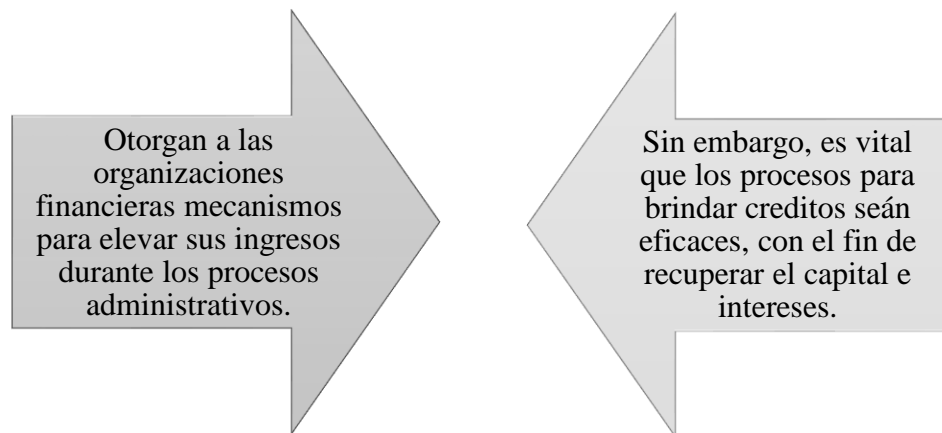 Otorgan a las
organizaciones
financieras mecanismos
para elevar sus ingresos
durante los procesos
administrativos.
Sin embargo, es vital
que los procesos para
brindar creditos seán
eficaces, con el fin de
recuperar el capital e
intereses.